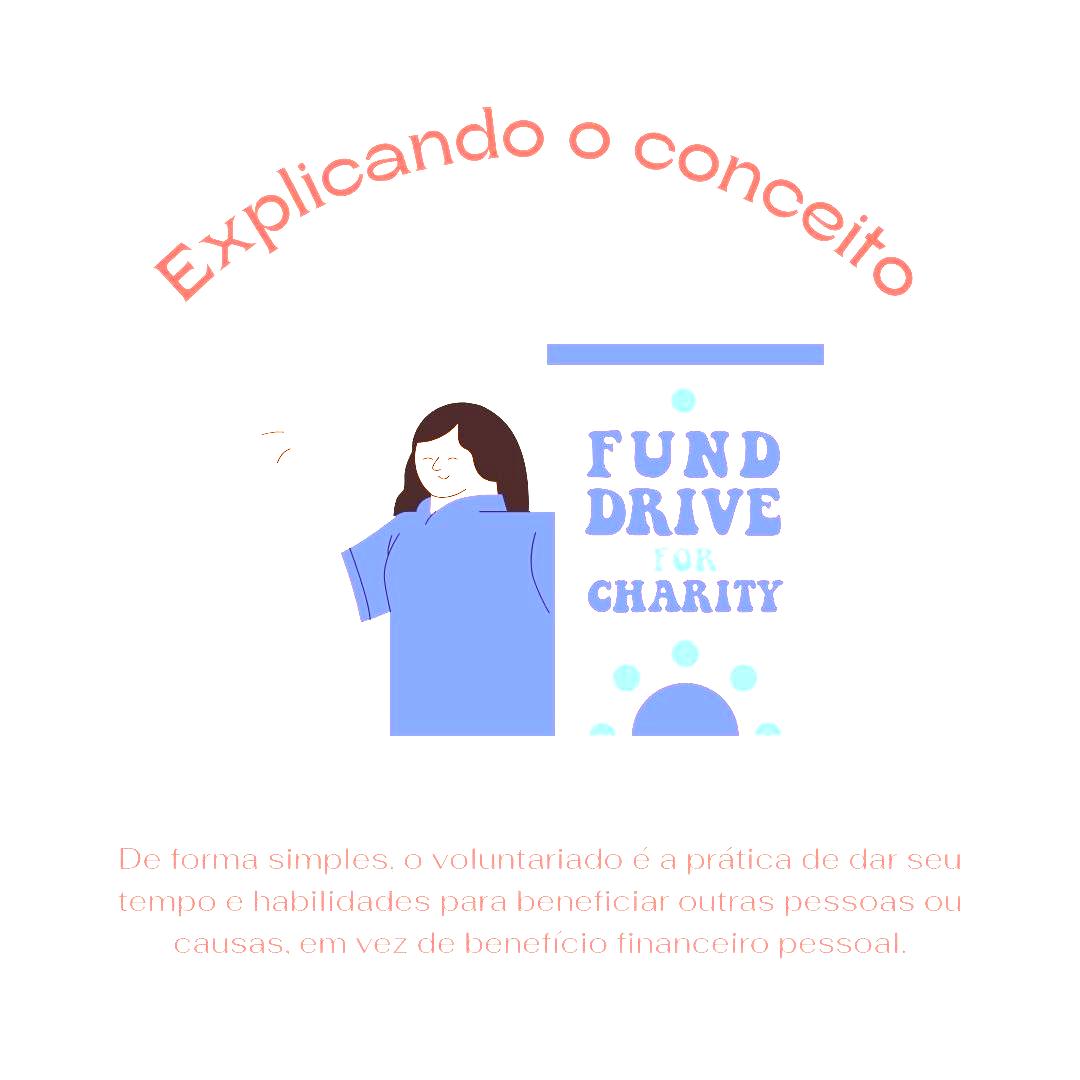 Explicando o conceito
FUND
DRIVE
FOR
CHARITY
De forma simples, o voluntariado é a prática de dar seu
tempo e habilidades para beneficiar outras pessoas ou
causas, em vez de benefício financeiro pessoal.